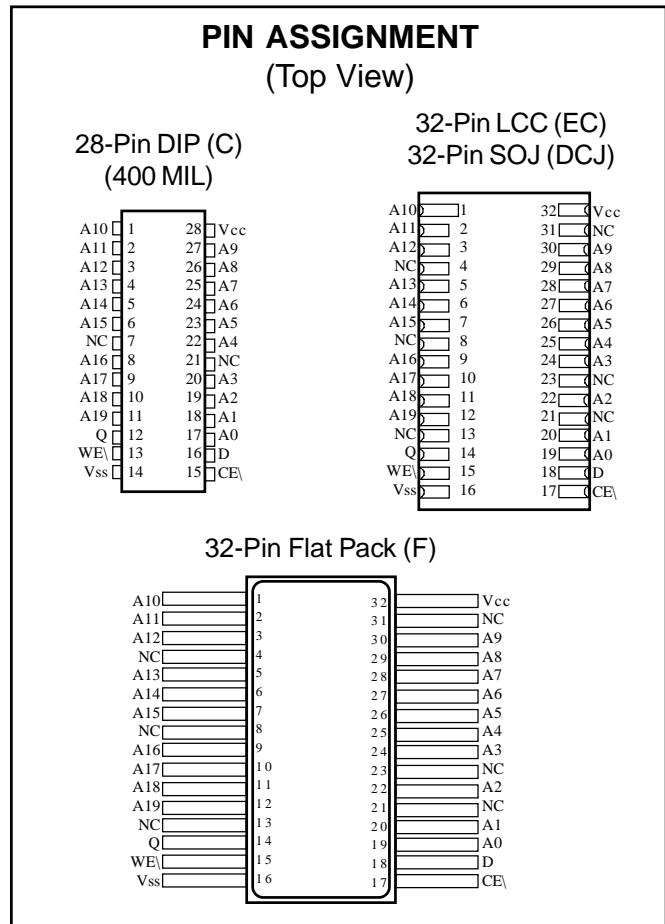 PIN ASSIGNMENT
(Top View)
28-Pin DIP (C)
(400 MIL)
A10 1 28 Vcc
A11 2 27 A9
A12 3 26 A8
A13 4 25 A7
A14 5 24 A6
A15 6 23 A5
NC 7 22 A4
A16 8 21 NC
A17 9 20 A3
A18 10 19 A2
A19 11 18 A1
Q 12 17 A0
WE\ 13 16 D
Vss 14 15 CE\
32-Pin LCC (EC)
32-Pin SOJ (DCJ)
A10 1 32 Vcc
A11 2 31 NC
A12 3 30 A9
NC 4 29 A8
A13 5 28 A7
A14 6 27 A6
A15 7 26 A5
NC 8 25 A4
A16 9 24 A3
A17 10 23 NC
A18 11 22 A2
A19 12 21 NC
NC 13 20 A1
Q 14 19 A0
WE\ 15 18 D
Vss 16 17 CE\
32-Pin Flat Pack (F)
A10 1 32 Vcc
A11 2 31 NC
A12 3 30 A9
NC 4 29 A8
A13 5 28 A7
A14 6 27 A6
A15 7 26 A5
NC 8 25 A4
A16 9 24 A3
A17 10 23 NC
A18 11 22 A2
A19 12 21 NC
NC 13 20 A1
Q 14 19 A0
WE\ 15 18 D
Vss 16 17 CE\